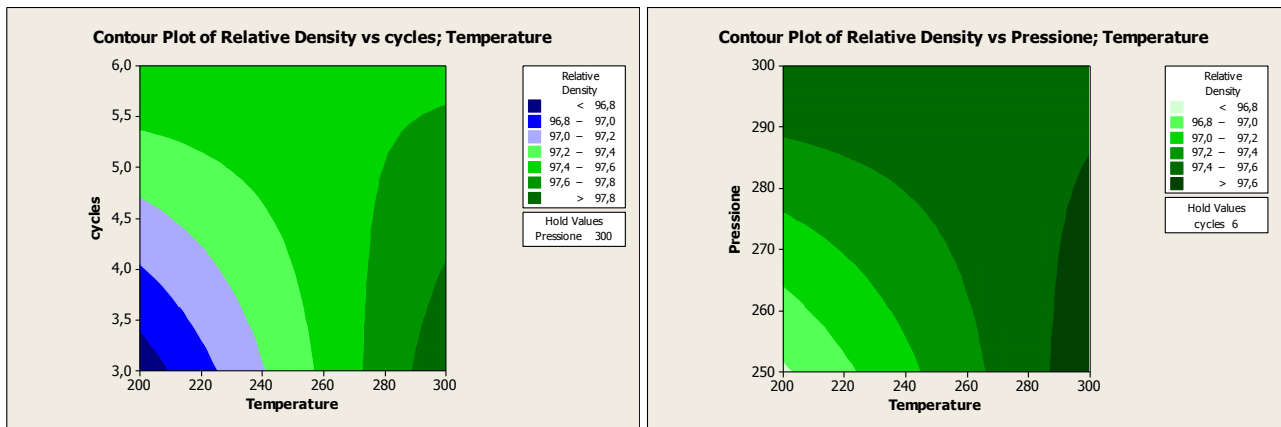 Contour Plot of Relative Density vs cycles; Temperature
6,0
5,5
5,0
4,5
4,0
3,5
3,0
cycles
200 220 240 260 280 300
Temperature
Relative
Density
< 96,8
96,8 – 97,0
97,0 – 97,2
97,2 – 97,4
97,4 – 97,6
97,6 – 97,8
> 97,8
Hold Values
Pressione 300
Contour Plot of Relative Density vs Pressione; Temperature
300
290
280
270
260
250
Pressione
200 220 240 260 280 300
Temperature
Relative
Density
< 96,8
96,8 – 97,0
97,0 – 97,2
97,2 – 97,4
97,4 – 97,6
> 97,6
Hold Values
cycles 6